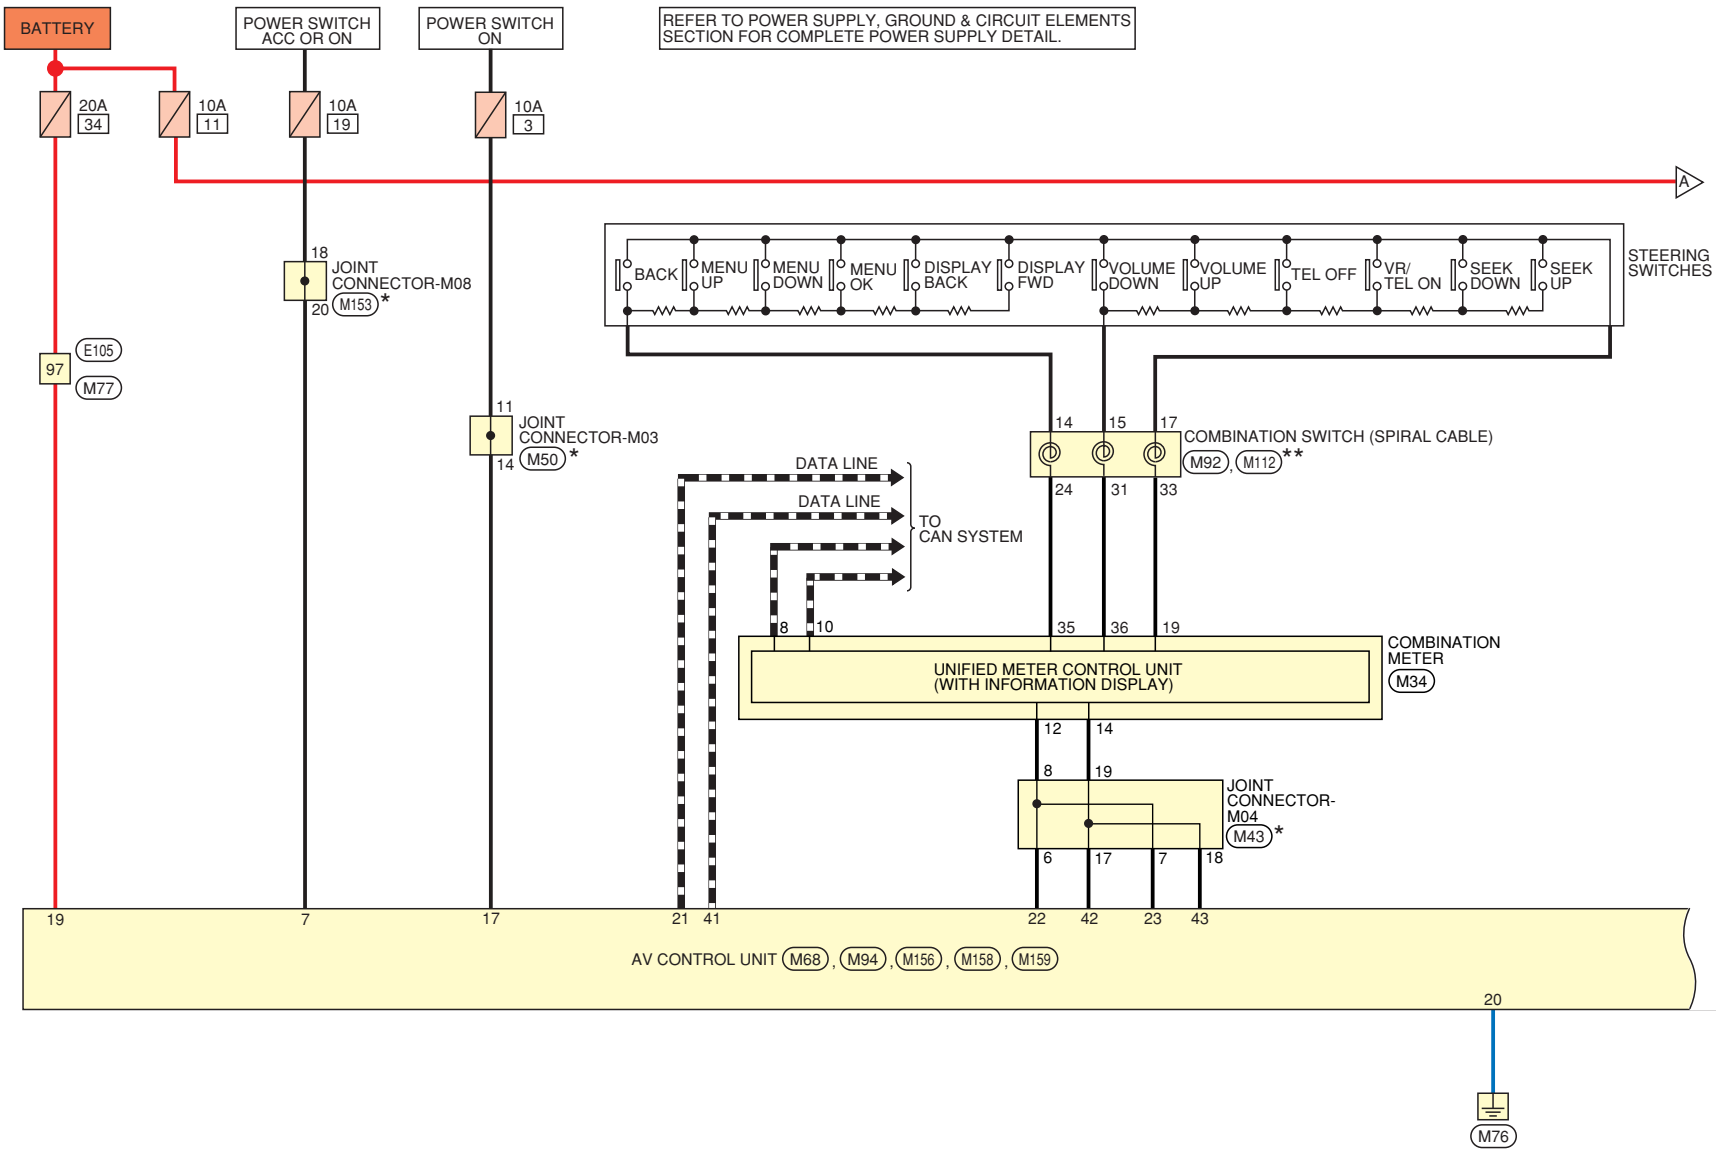 BATTERY
POWER SWITCH
ACC OR ON
POWER SWITCH
ON
REFER TO POWER SUPPLY, GROUND & CIRCUIT ELEMENTS
SECTION FOR COMPLETE POWER SUPPLY DETAIL.
20A
34
10A
11
10A
19
10A
3
A
BACK
MENU
UP
MENU
DOWN
MENU
OK
DISPLAY
BACK
DISPLAY
FWD
VOLUME
DOWN
VOLUME
UP
TEL OFF
VR/
TEL ON
SEEK
DOWN
SEEK
UP
STEERING
SWITCHES
18
JOINT
CONNECTOR-M08
20
M153 *
E105
97
M77
11
JOINT
CONNECTOR-M03
14
M50 *
14
15
17
COMBINATION SWITCH (SPIRAL CABLE)
M92 , M112 **
24
31
33
DATA LINE
DATA LINE
TO
CAN SYSTEM
8
10
35
36
19
UNIFIED METER CONTROL UNIT
(WITH INFORMATION DISPLAY)
COMBINATION
METER
M34
12
14
8
19
JOINT
CONNECTOR-
M04
M43 *
6
17
7
18
19
7
17
21
41
22
42
23
43
AV CONTROL UNIT M68 , M94 , M156 , M158 , M159
20
M76